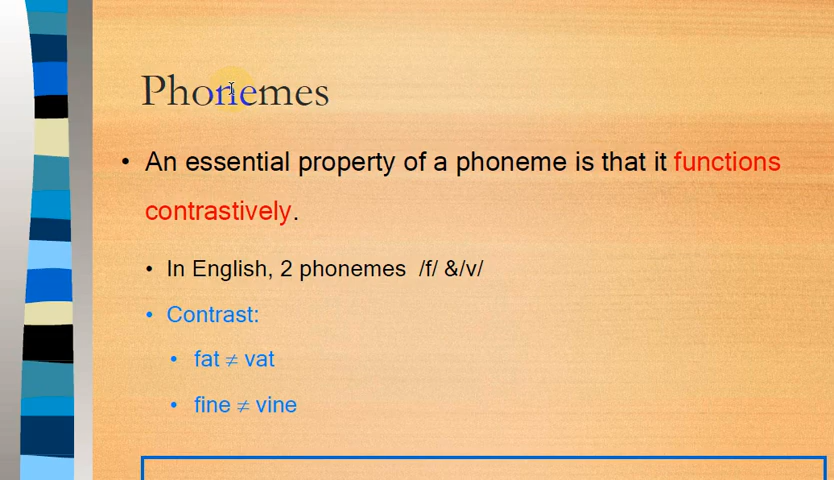 Phonemes
• An essential property of a phoneme is that it functions
contrastively.
• In English, 2 phonemes /f/ &/v/
• Contrast:
• fat ≠ vat
• fine ≠ vine